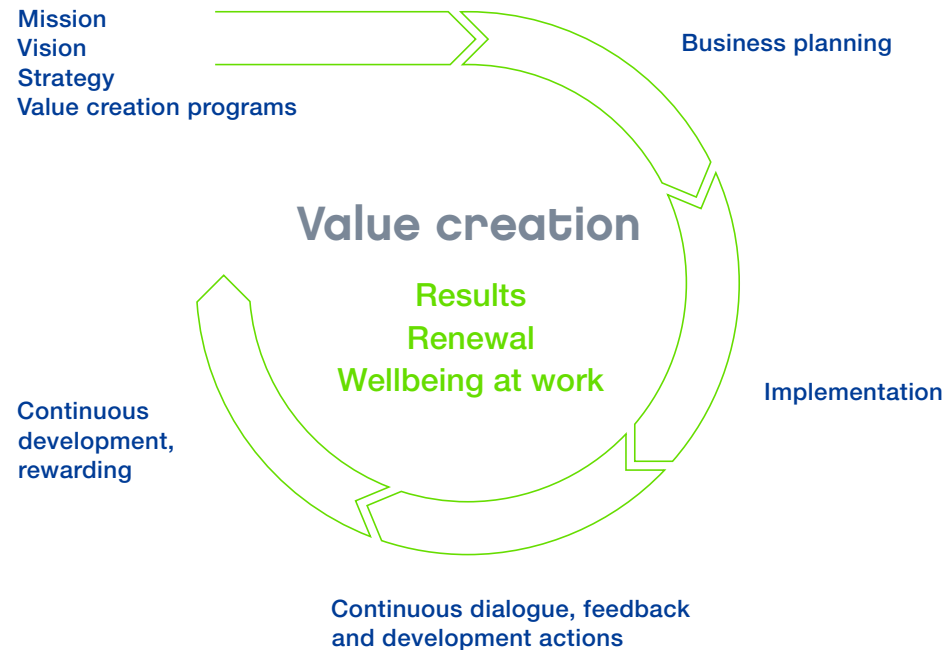 Mission
Vision
Strategy
Value creation programs
Business planning
Value creation
Results
Renewal
Wellbeing at work
Implementation
Continuous
development,
rewarding
Continuous dialogue, feedback
and development actions